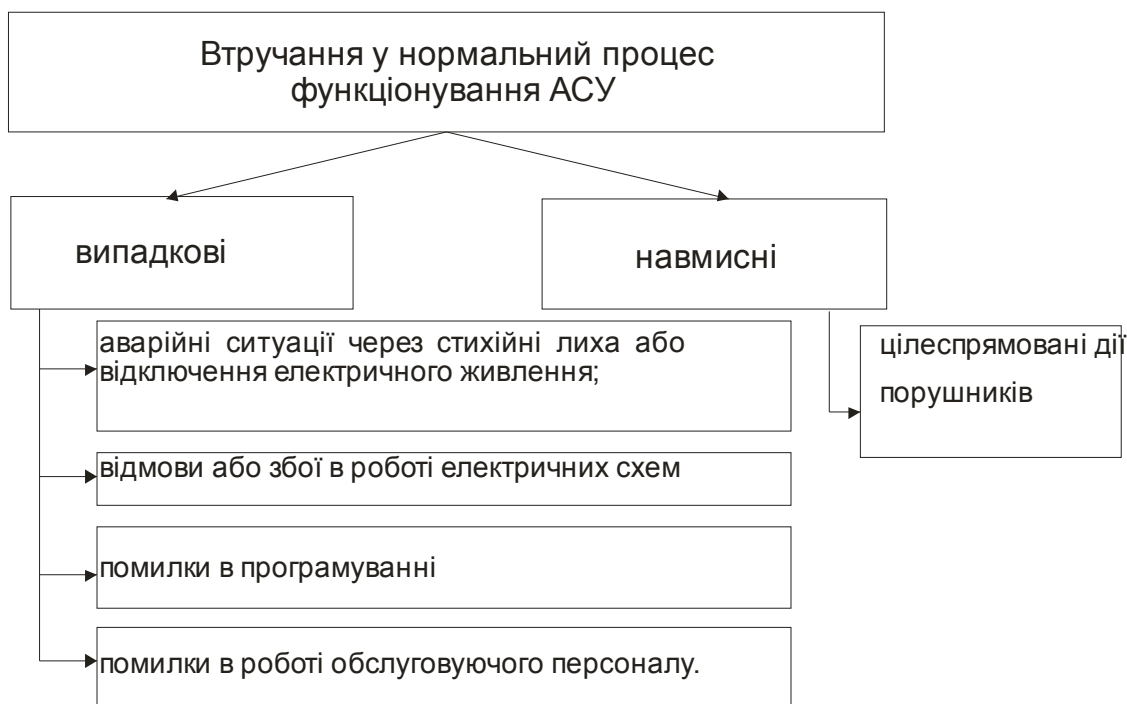 Втручання у нормальний процес
функціонування АСУ
випадкові
навмисні
аварійні ситуації через стихійні лиха або
відключення електричного живлення;
відмови або збої в роботі електричних схем
помилки в програмуванні
помилки в роботі обслуговуючого персоналу.
цілеспрямовані дії
порушників